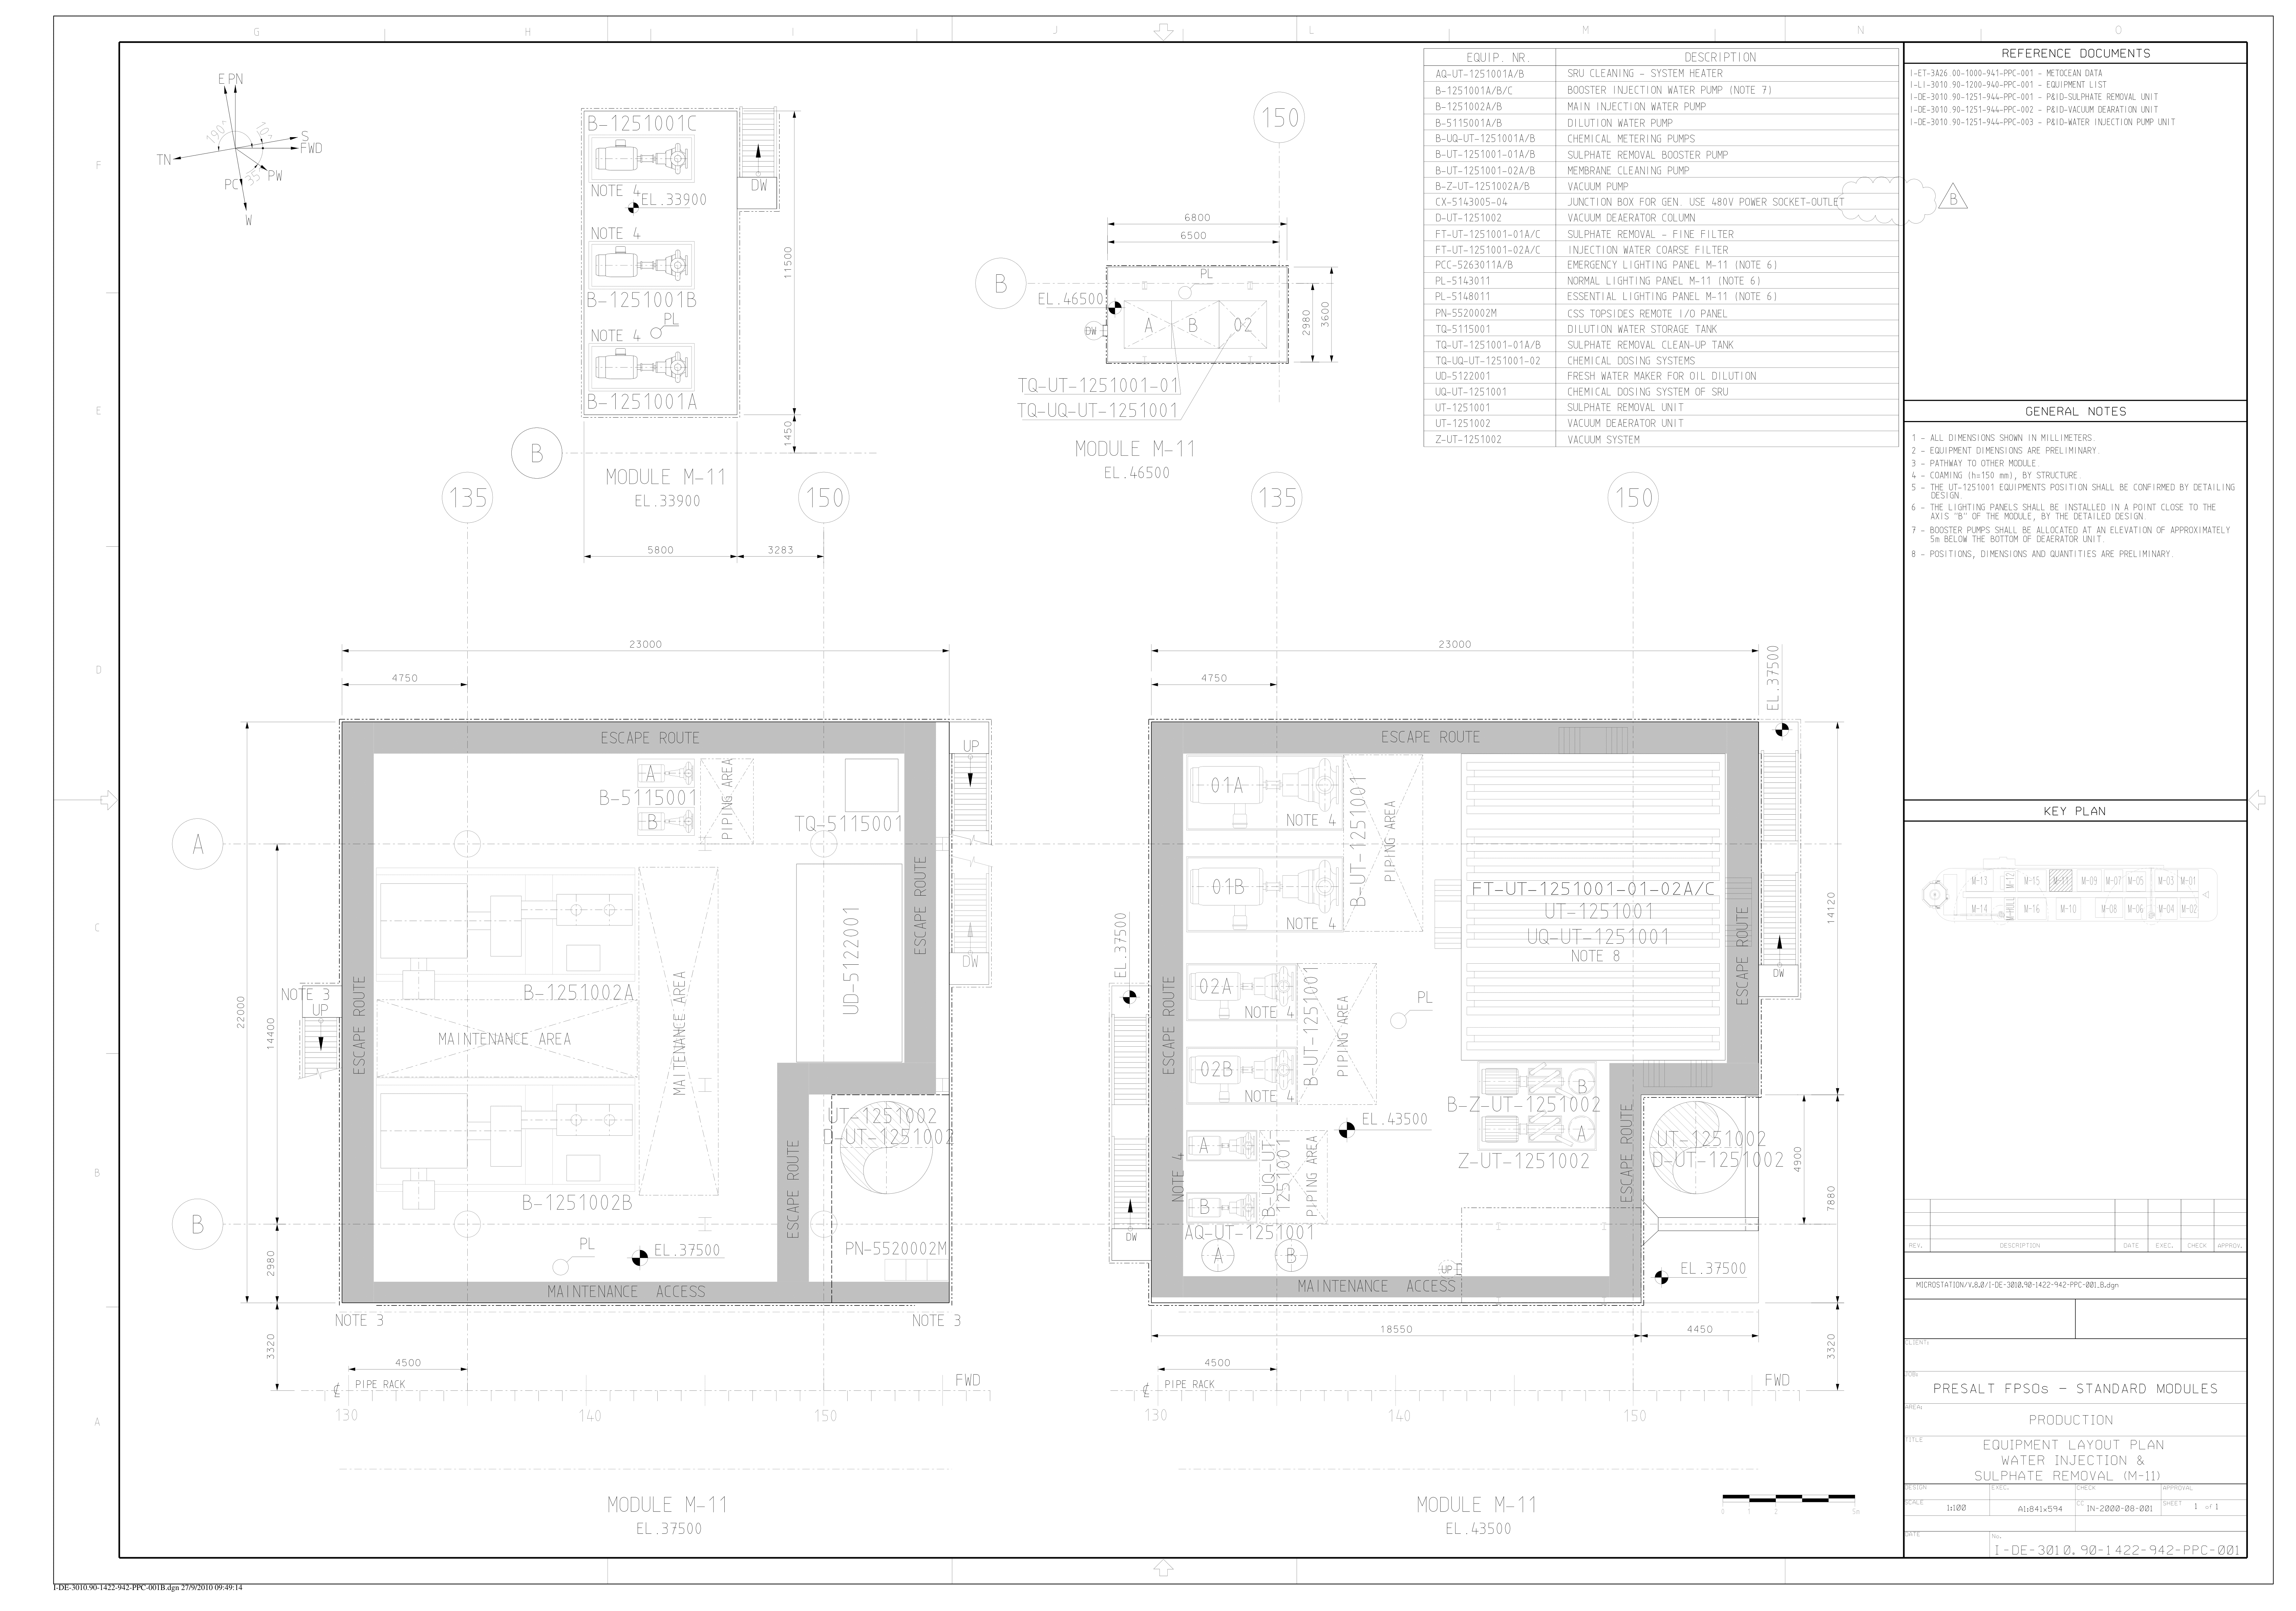 G H I J L M N O
F
E
D
C
B
A
E PN
S
FWD
190°
10°
35°
TN
PC
PW
W
B-1251001C
NOTE 4
EL.33900
DW
NOTE 4
B-1251001B
PL
NOTE 4
B-1251001A
11500
1450
B
MODULE M-11
EL.33900
5800
3283
135
150
150
6800
6500
B
PL
EL.46500
DW
A B 02
2980
3600
TQ-UT-1251001-01
TQ-UQ-UT-1251001
MODULE M-11
EL.46500
135
150
EQUIP. NR. DESCRIPTION
AQ-UT-1251001A/B SRU CLEANING - SYSTEM HEATER
B-1251001A/B/C BOOSTER INJECTION WATER PUMP (NOTE 7)
B-1251002A/B MAIN INJECTION WATER PUMP
B-5115001A/B DILUTION WATER PUMP
B-UQ-UT-1251001A/B CHEMICAL METERING PUMPS
B-UT-1251001-01A/B SULPHATE REMOVAL BOOSTER PUMP
B-UT-1251001-02A/B MEMBRANE CLEANING PUMP
B-Z-UT-1251002A/B VACUUM PUMP
CX-5143005-04 JUNCTION BOX FOR GEN. USE 480V POWER SOCKET-OUTLET
B
D-UT-1251002 VACUUM DEAERATOR COLUMN
FT-UT-1251001-01A/C SULPHATE REMOVAL - FINE FILTER
FT-UT-1251001-02A/C INJECTION WATER COARSE FILTER
PCC-5263011A/B EMERGENCY LIGHTING PANEL M-11 (NOTE 6)
PL-5143011 NORMAL LIGHTING PANEL M-11 (NOTE 6)
PL-5148011 ESSENTIAL LIGHTING PANEL M-11 (NOTE 6)
PN-5520002M CSS TOPSIDES REMOTE I/O PANEL
TQ-5115001 DILUTION WATER STORAGE TANK
TQ-UT-1251001-01A/B SULPHATE REMOVAL CLEAN-UP TANK
TQ-UQ-UT-1251001-02 CHEMICAL DOSING SYSTEMS
UD-5122001 FRESH WATER MAKER FOR OIL DILUTION
UQ-UT-1251001 CHEMICAL DOSING SYSTEM OF SRU
UT-1251001 SULPHATE REMOVAL UNIT
UT-1251002 VACUUM DEAERATOR UNIT
Z-UT-1251002 VACUUM SYSTEM
REFERENCE DOCUMENTS
I-ET-3A26.00-1000-941-PPC-001 - METOCEAN DATA
I-LI-3010.90-1200-940-PPC-001 - EQUIPMENT LIST
I-DE-3010.90-1251-944-PPC-001 - P&ID-SULPHATE REMOVAL UNIT
I-DE-3010.90-1251-944-PPC-002 - P&ID-VACUUM DEARATION UNIT
I-DE-3010.90-1251-944-PPC-003 - P&ID-WATER INJECTION PUMP UNIT
GENERAL NOTES
1 - ALL DIMENSIONS SHOWN IN MILLIMETERS.
2 - EQUIPMENT DIMENSIONS ARE PRELIMINARY.
3 - PATHWAY TO OTHER MODULE.
4 - COAMING (h=150 mm), BY STRUCTURE.
5 - THE UT-1251001 EQUIPMENTS POSITION SHALL BE CONFIRMED BY DETAILING
DESIGN.
6 - THE LIGHTING PANELS SHALL BE INSTALLED IN A POINT CLOSE TO THE
AXIS "B" OF THE MODULE, BY THE DETAILED DESIGN.
7 - BOOSTER PUMPS SHALL BE ALLOCATED AT AN ELEVATION OF APPROXIMATELY
5m BELOW THE BOTTOM OF DEAERATOR UNIT.
8 - POSITIONS, DIMENSIONS AND QUANTITIES ARE PRELIMINARY.
KEY PLAN
M-13 M-12 M-15 M-11 M-09 M-07 M-05 M-03 M-01
M-14 M-HULL M-16 M-10 M-08 M-06 M-04 M-02
23000
4750
ESCAPE ROUTE
UP
A
B-5115001
B
PIPING AREA
TQ-5115001
A
ESCAPE ROUTE
UD-5122001
DW
B-1251002A
NOTE 3
UP
ESCAPE ROUTE
MAINTENANCE AREA
MAITENANCE AREA
22000
14400
UT-1251002
D-UT-1251002
B-1251002B
ESCAPE ROUTE
B
PL
EL.37500
PN-5520002M
2980
MAINTENANCE ACCESS
NOTE 3
NOTE 3
3320
4500
PIPE RACK
FWD
130 140 150
MODULE M-11
EL.37500
23000
4750
EL.37500
ESCAPE ROUTE
01A
NOTE 4
B-UT-1251001
PIPING AREA
01B
NOTE 4
FT-UT-1251001-01-02A/C
UT-1251001
UQ-UT-1251001
NOTE 8
ESCAPE ROUTE
14120
EL.37500
DW
ESCAPE ROUTE
02A
NOTE 4
B-UT-1251001
PIPING AREA
PL
02B
NOTE 4
B
B-Z-UT-1251002
A
Z-UT-1251002
EL.43500
A
B
NOTE 4
B-UQ-UT-
1251001
PIPING AREA
ESCAPE ROUTE
UT-1251002
D-UT-1251002
4900
7880
DW
AQ-UT-1251001
A B
UP
EL.37500
MAINTENANCE ACCESS
18550
4450
3320
4500
PIPE RACK
FWD
130 140 150
MODULE M-11
EL.43500
0 1 2 5m
REV. DESCRIPTION DATE EXEC. CHECK APPROV.
MICROSTATION/V.8.0/I-DE-3010.90-1422-942-PPC-001_B.dgn
CLIENT:
JOB:
PRESALT FPSOs - STANDARD MODULES
AREA:
PRODUCTION
TITLE
EQUIPMENT LAYOUT PLAN
WATER INJECTION &
SULPHATE REMOVAL (M-11)
DESIGN EXEC. CHECK APPROVAL
SCALE 1:100 A1:841x594 CC IN-2000-08-001 SHEET 1 of 1
DATE No.
I-DE-3010.90-1422-942-PPC-001
I-DE-3010.90-1422-942-PPC-001B.dgn 27/9/2010 09:49:14